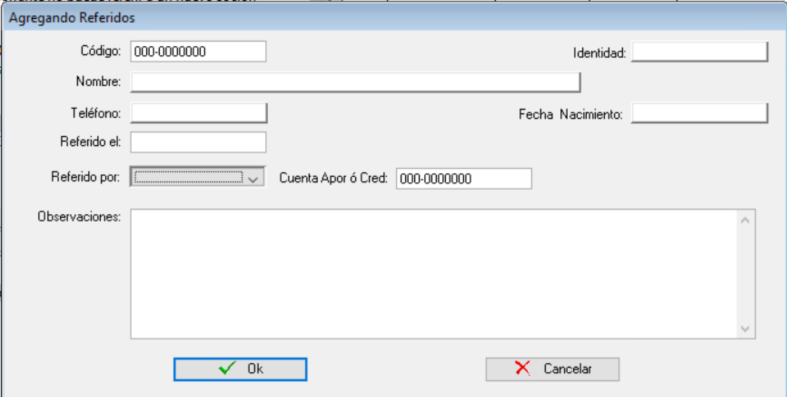 Agregando Referidos
Código: 000-0000000 Identidad:
Nombre:
Teléfono: Fecha Nacimiento:
Referido el:
Referido por: Cuenta Apor ó Cred: 000-0000000
Observaciones:
Ok Cancelar